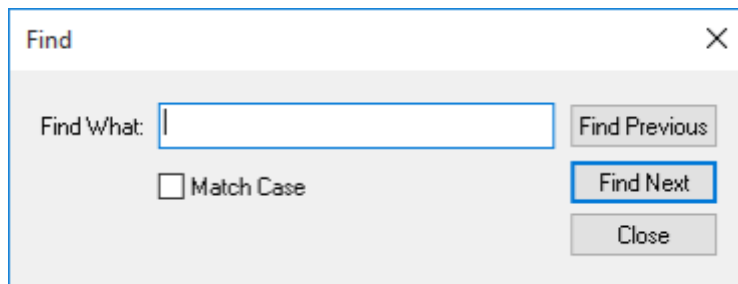 Find
Find What:
Find Previous
Match Case
Find Next
Close